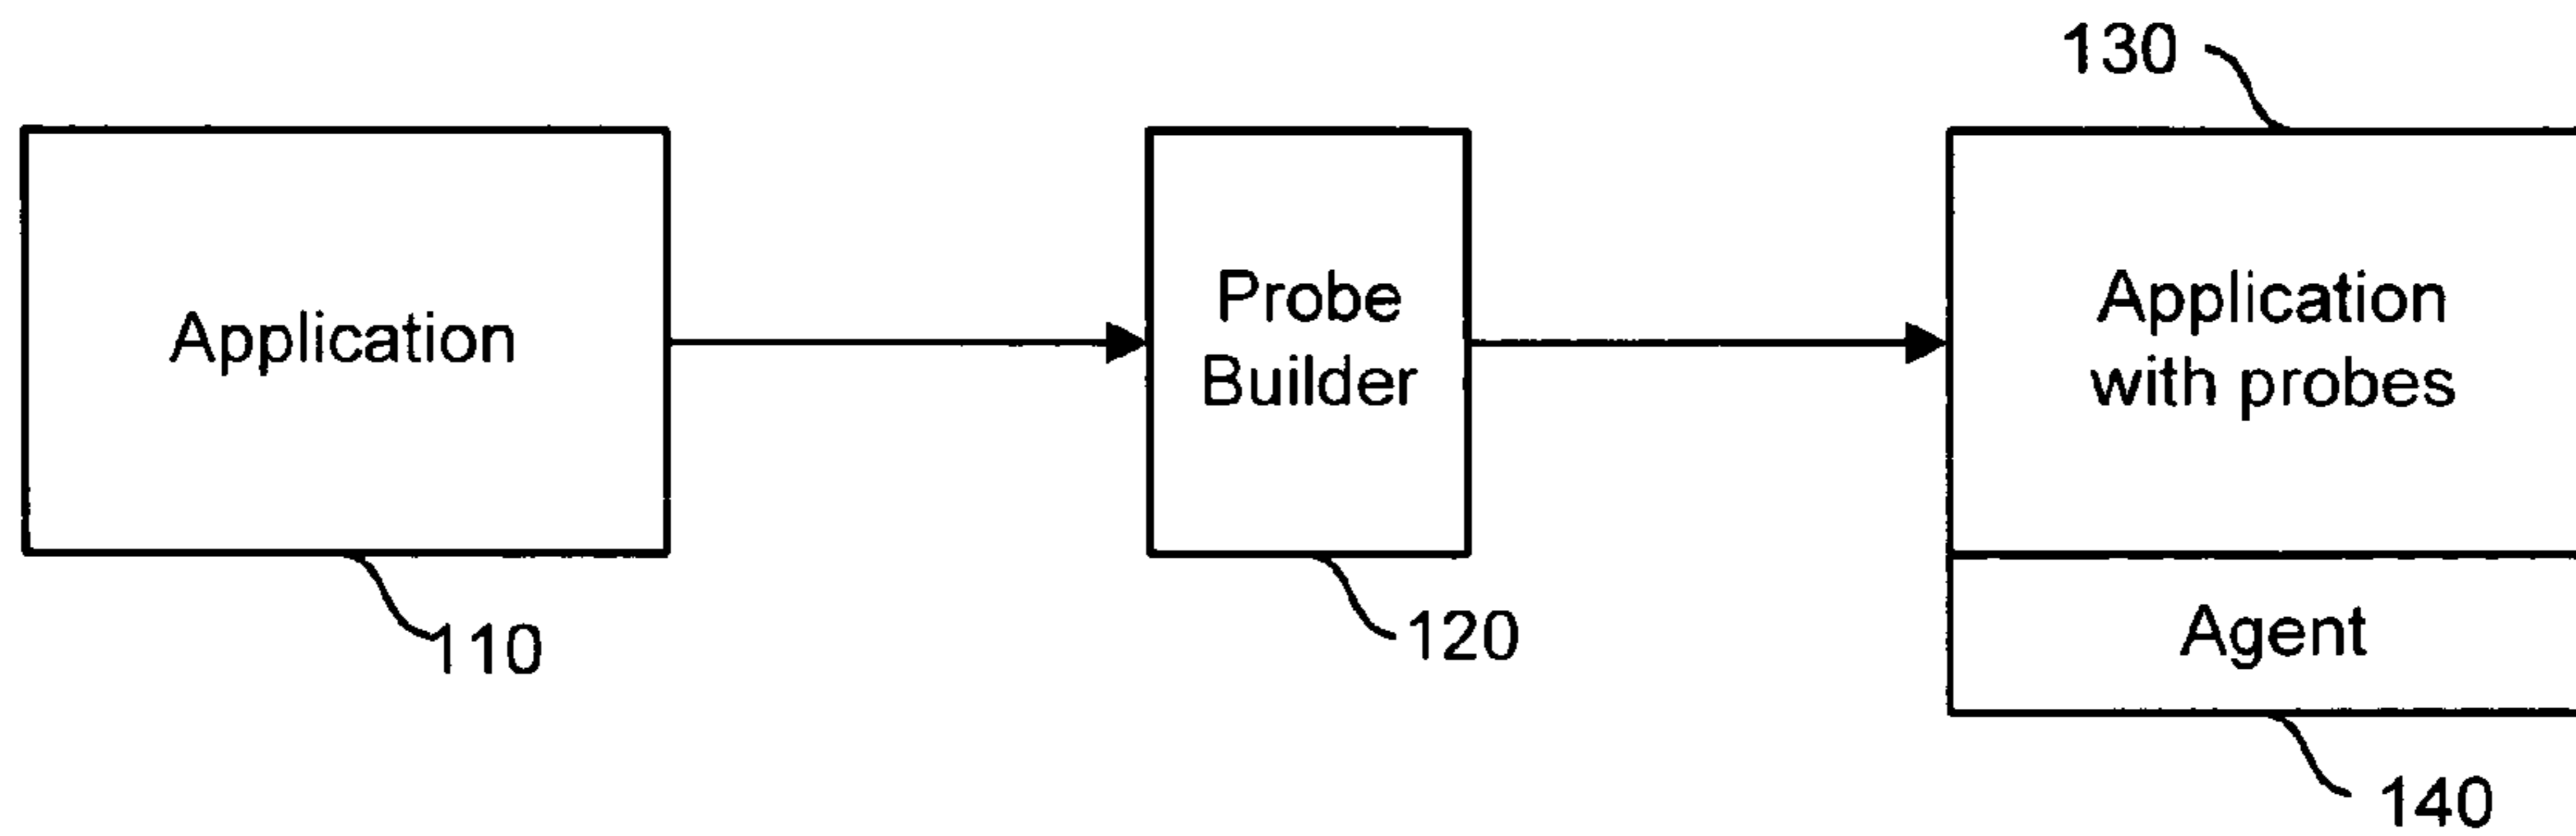 130
Application
Probe
Builder
Application
with probes
110
120
Agent
140